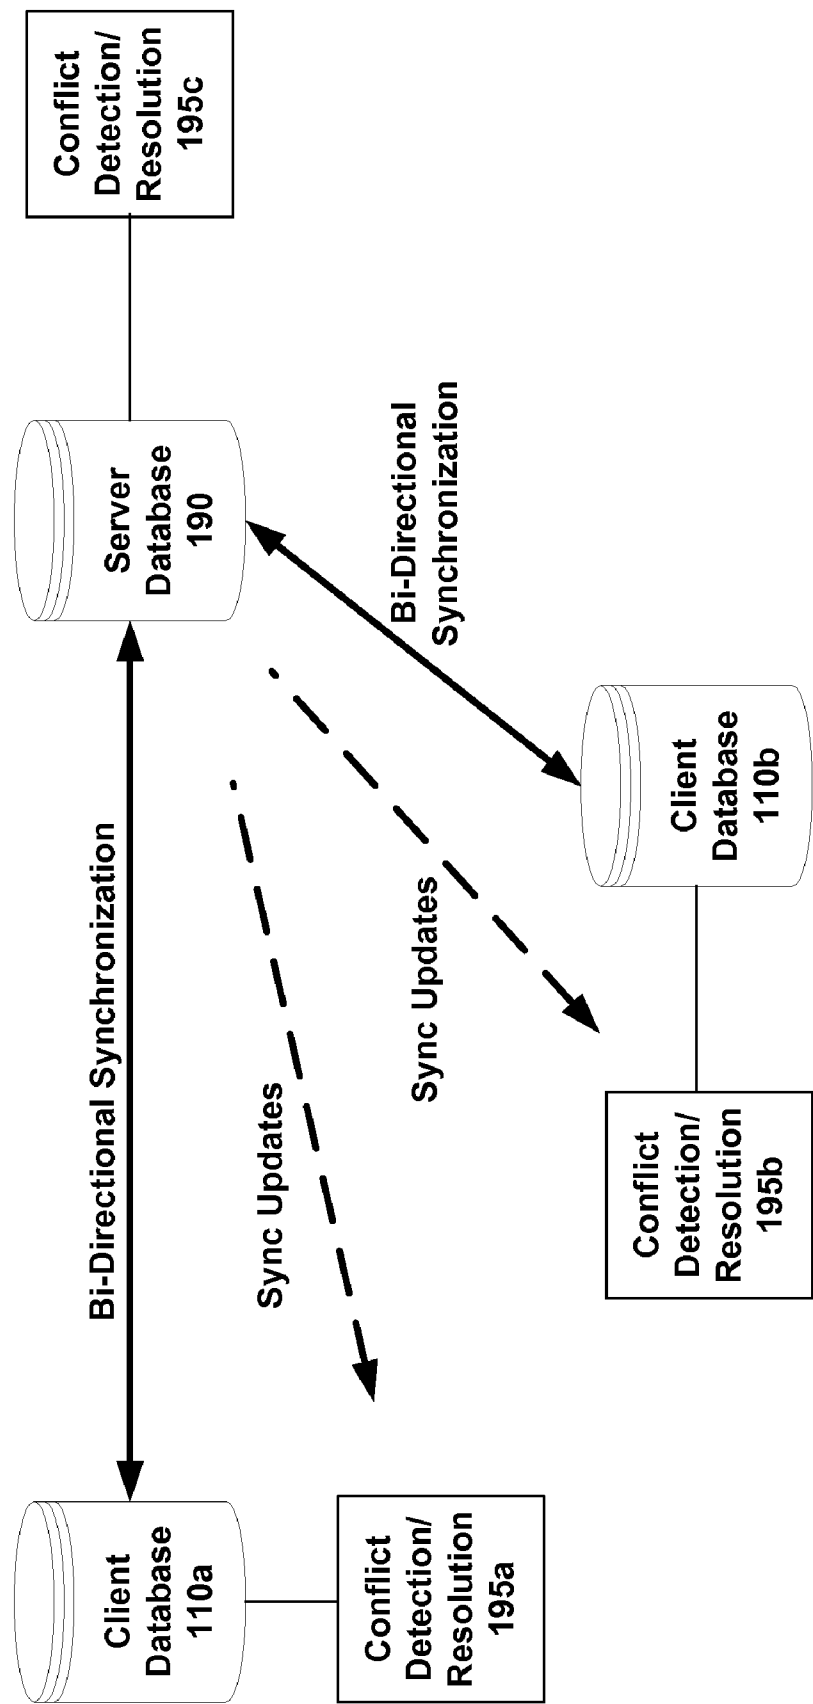 Client
Database
110a
Bi-Directional Synchronization
Server
Database
190
Conflict
Detection/
Resolution
195c
Sync Updates
Sync Updates
Bi-Directional
Synchronization
Conflict
Detection/
Resolution
195a
Conflict
Detection/
Resolution
195b
Client
Database
110b